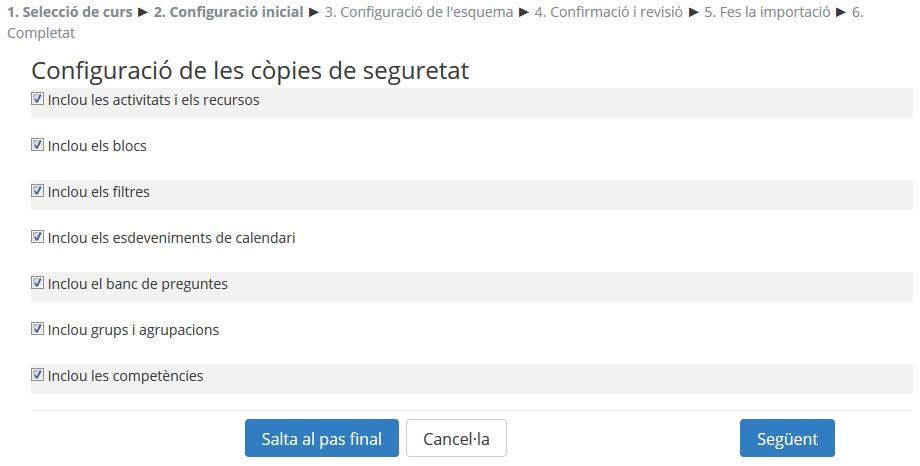 1. Selecció de curs ► 2. Configuració inicial ► 3. Configuració de l'esquema ► 4. Confirmació i revisió ► 5. Fes la importació ► 6.
Completat
Configuració de les còpies de seguretat
Inclou les activitats i els recursos
Inclou els blocs
Inclou els filtres
Inclou els esdeveniments de calendari
Inclou el banc de preguntes
Inclou grups i agrupacions
Inclou les competències
Salta al pas final Cancel·la Següent